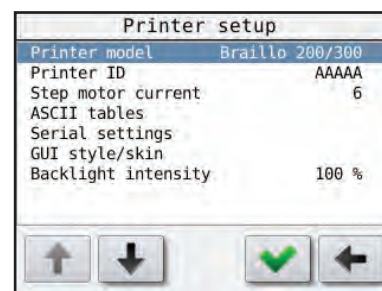 Printer setup
Printer model Braillo 200/300
Printer ID AAAAA
Step motor current 6
ASCII tables
Serial settings
GUI style/skin
Backlight intensity 100 %